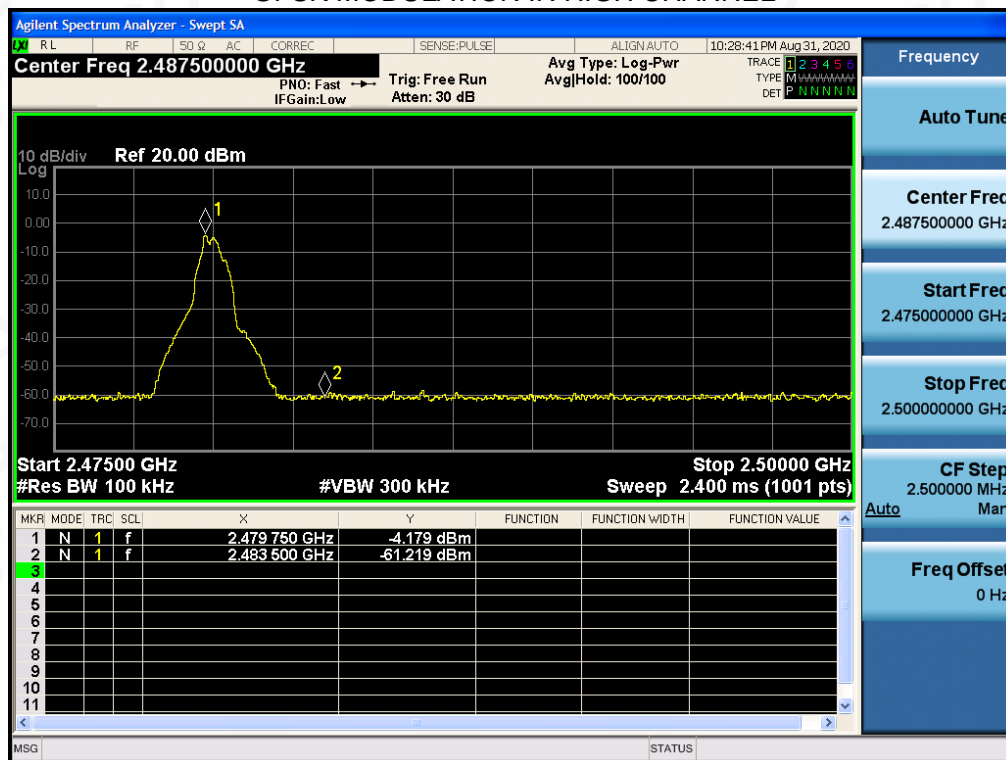 Agilent Spectrum Analyzer - Swept SA
LXI RL RF 50 Ω AC CORREC SENSE:PULSE ALIGN AUTO 10:28:41 PM Aug 31, 2020
Center Freq 2.487500000 GHz
PNO: Fast
IFGain:Low
Trig: Free Run
Atten: 30 dB
Avg Type: Log-Pwr
Avg|Hold: 100/100
TRACE 1 2 3 4 5 6
TYPE M WWWWW
DET P N N N N N
10 dB/div Ref 20.00 dBm
Log
10.0
0.00
-10.0
-20.0
-30.0
-40.0
-50.0
-60.0
-70.0
1
2
Start 2.47500 GHz Stop 2.50000 GHz
#Res BW 100 kHz #VBW 300 kHz Sweep 2.400 ms (1001 pts)
MKR MODE TRC SCL X Y FUNCTION FUNCTION WIDTH FUNCTION VALUE
1 N 1 f 2.479 750 GHz -4.179 dBm
2 N 1 f 2.483 500 GHz -61.219 dBm
3
4
5
6
7
8
9
10
11
MSG STATUS
Frequency
Auto Tune
Center Freq
2.487500000 GHz
Start Freq
2.475000000 GHz
Stop Freq
2.500000000 GHz
CF Step
2.500000 MHz
Auto Man
Freq Offset
0 Hz